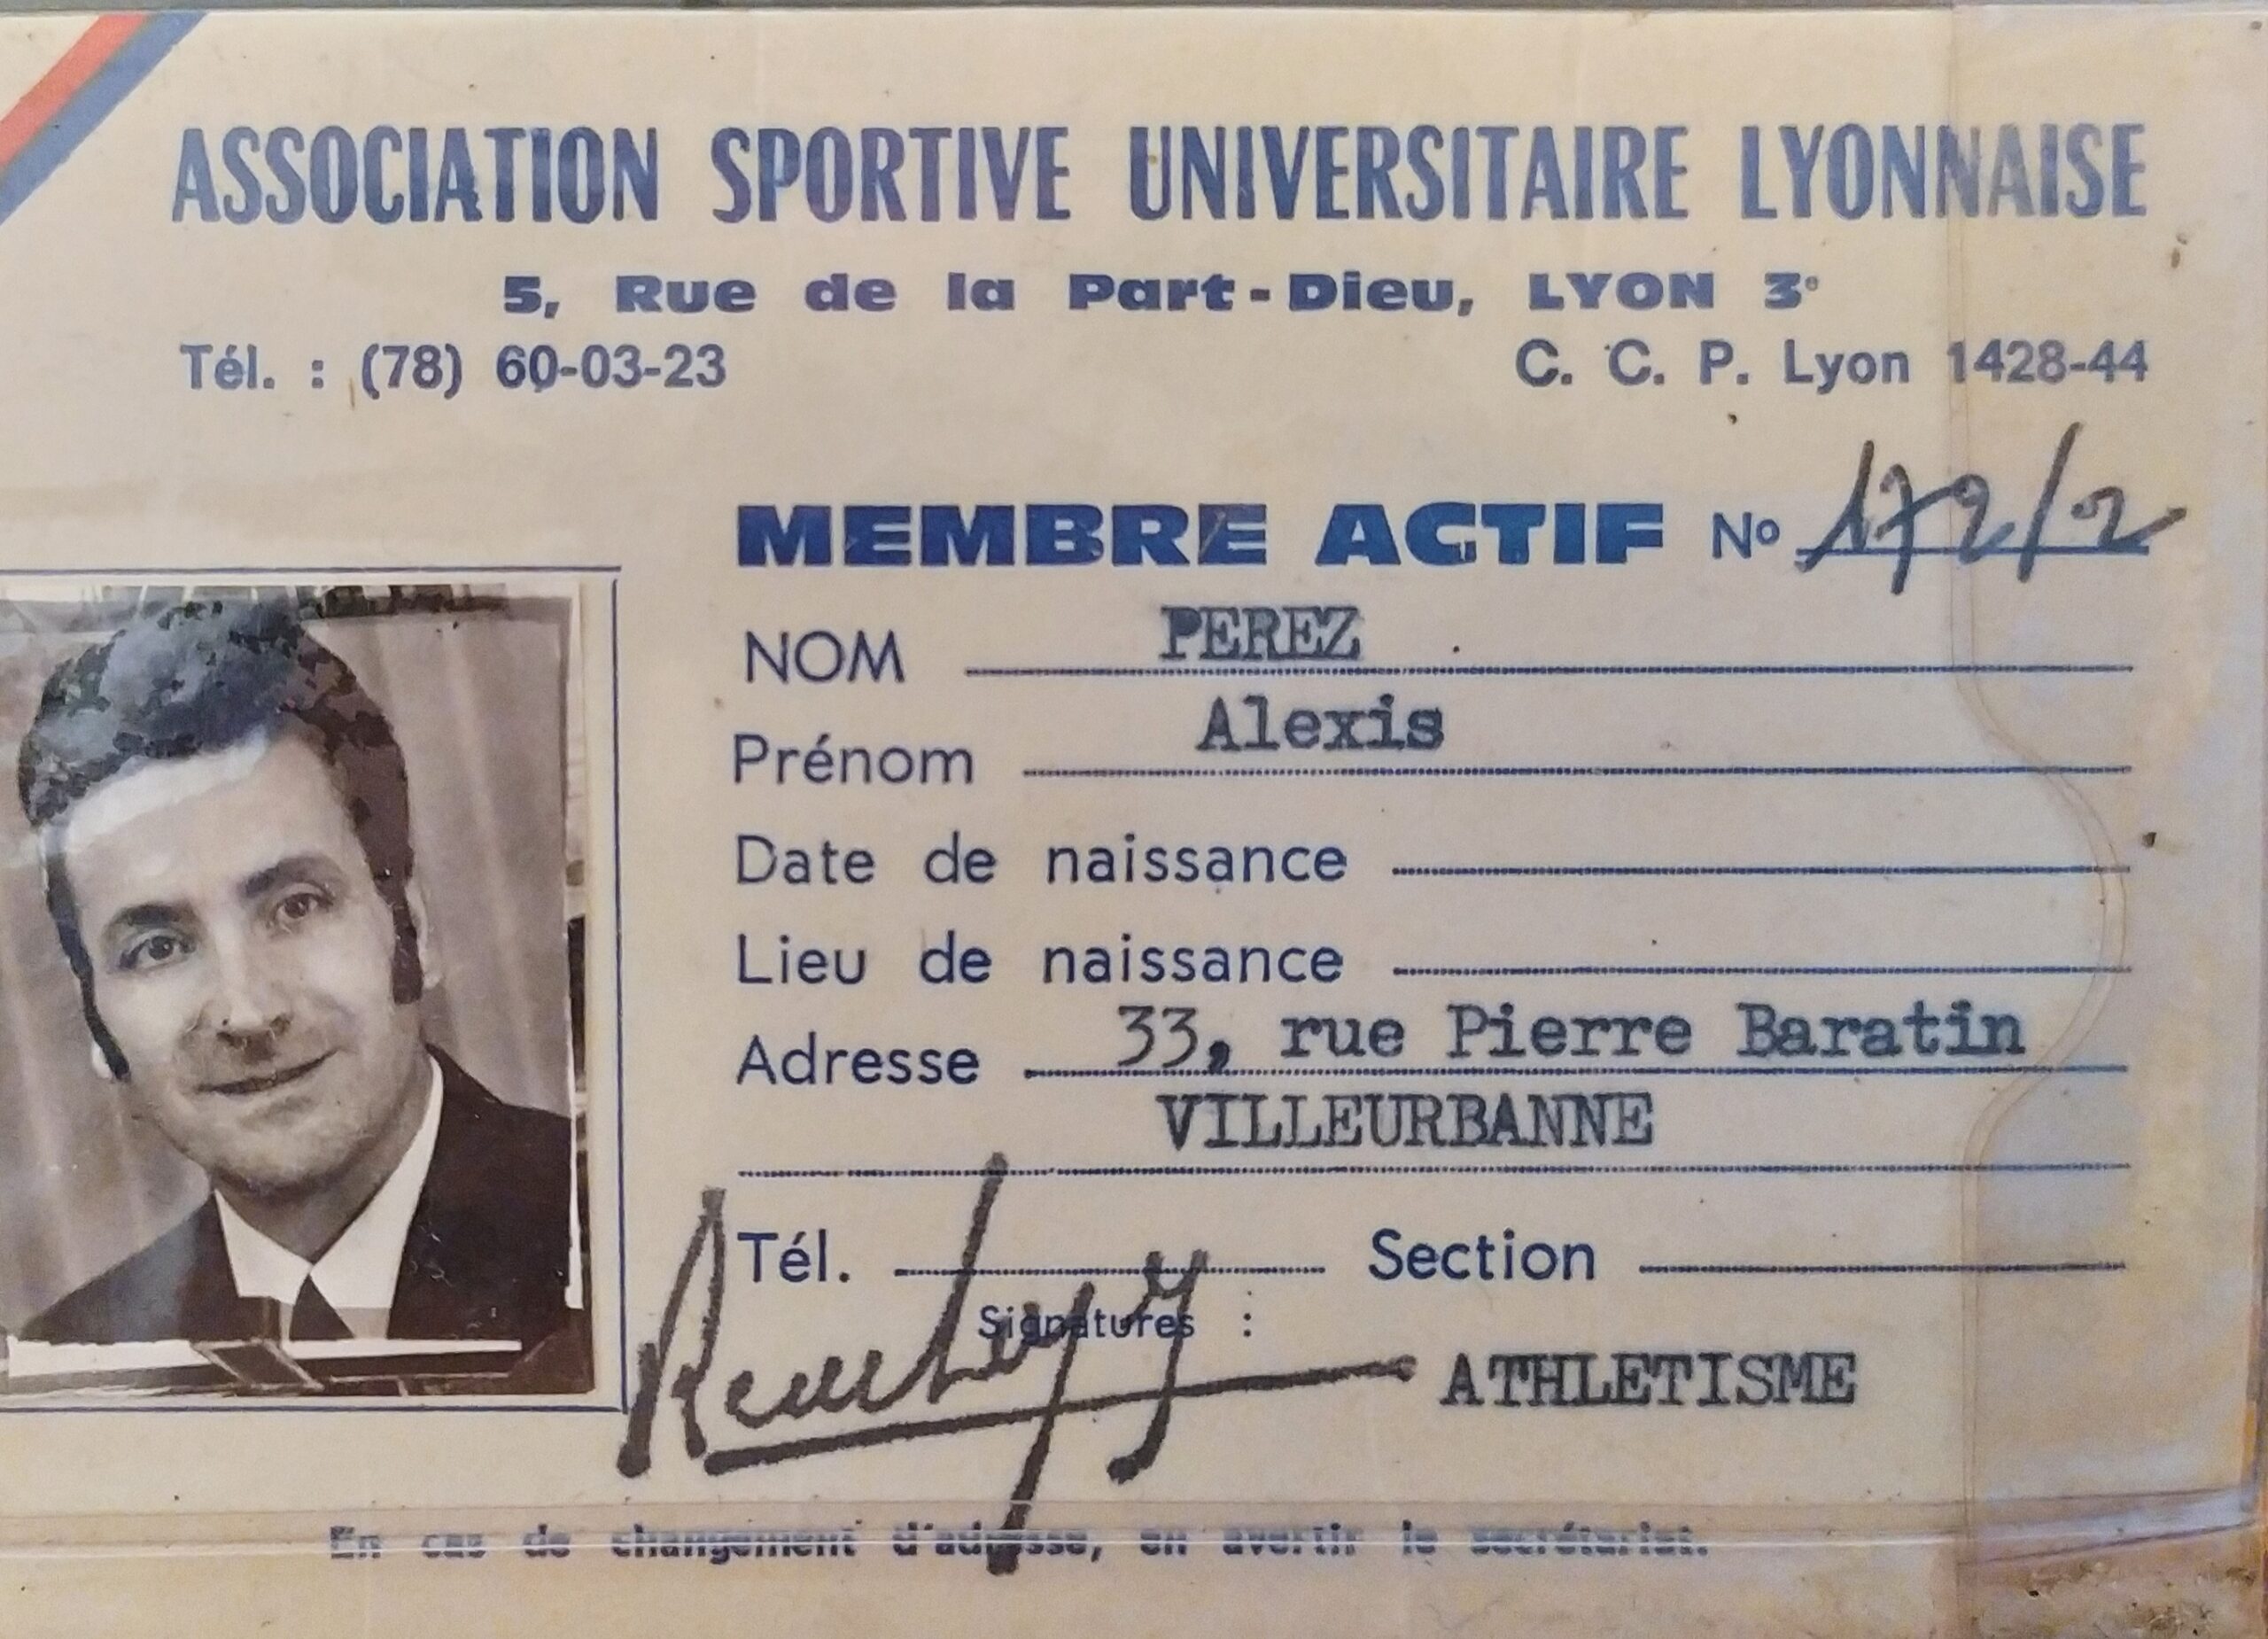 ASSOCIATION SPORTIVE UNIVERSITAIRE LYONNAISE
5, Rue de la Part-Dieu, LYON 3e
Tél. : (78) 60-03-23 C. C. P. Lyon 1428-44
MEMBRE ACTIF No 172/2
NOM PEREZ
Prénom Alexis
Date de naissance
Lieu de naissance
Adresse 33, rue Pierre Baratin
VILLEURBANNE
Tél. Section
Signatures :
ATHLETISME
En cas de changement d'adresse, en avertir le secrétariat.